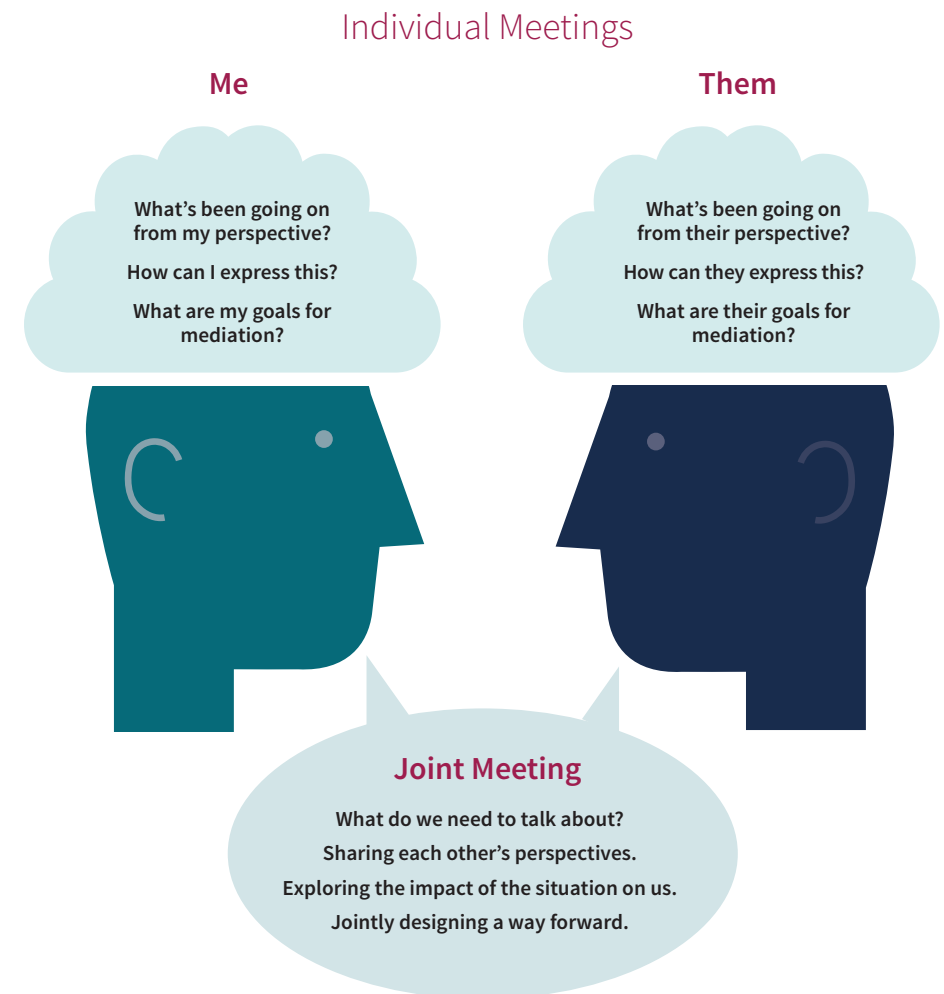 Individual Meetings
Me
What’s been going on
from my perspective?
How can I express this?
What are my goals for
mediation?
Them
What’s been going on
from their perspective?
How can they express this?
What are their goals for
mediation?
Joint Meeting
What do we need to talk about?
Sharing each other’s perspectives.
Exploring the impact of the situation on us.
Jointly designing a way forward.